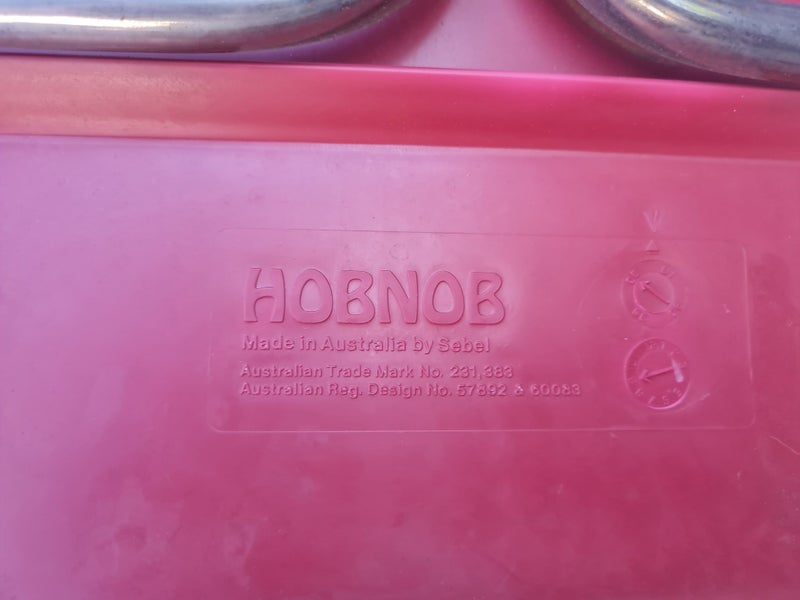 HOBNOB
Made in Australia by Sebel
Australian Trade Mark No. 231,383
Australian Reg. Design No. 57892 & 60083